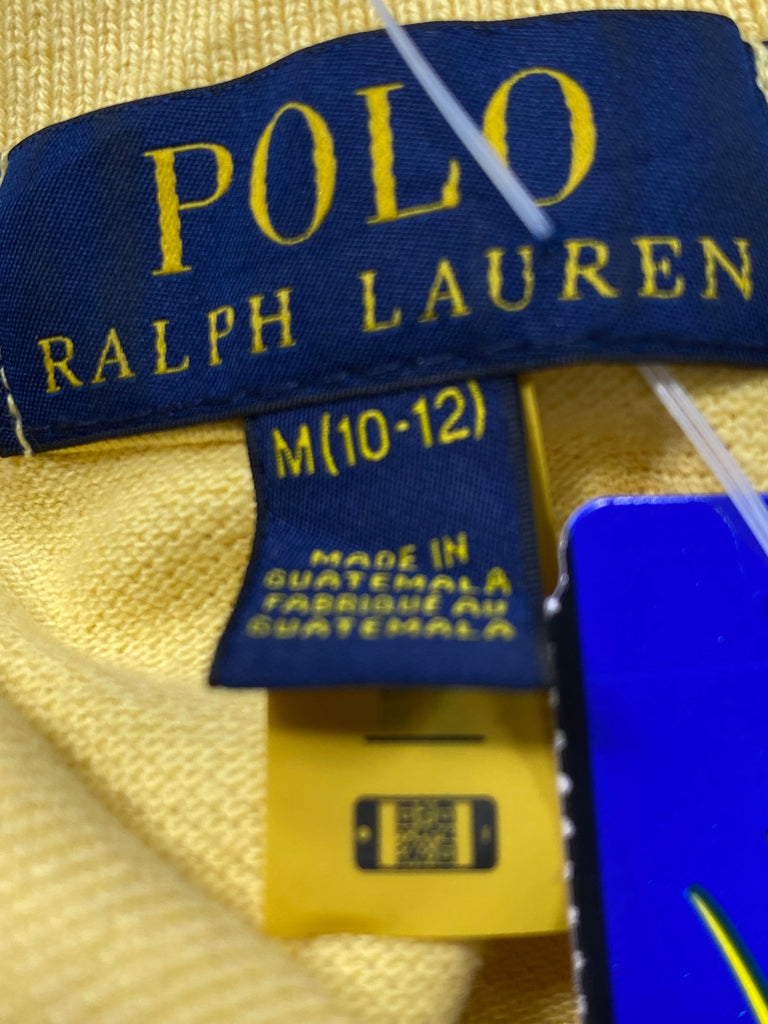 POLO
RALPH LAUREN
M(10-12)
MADE IN
GUATEMALA
FABRIQUÉ AU
GUATEMALA